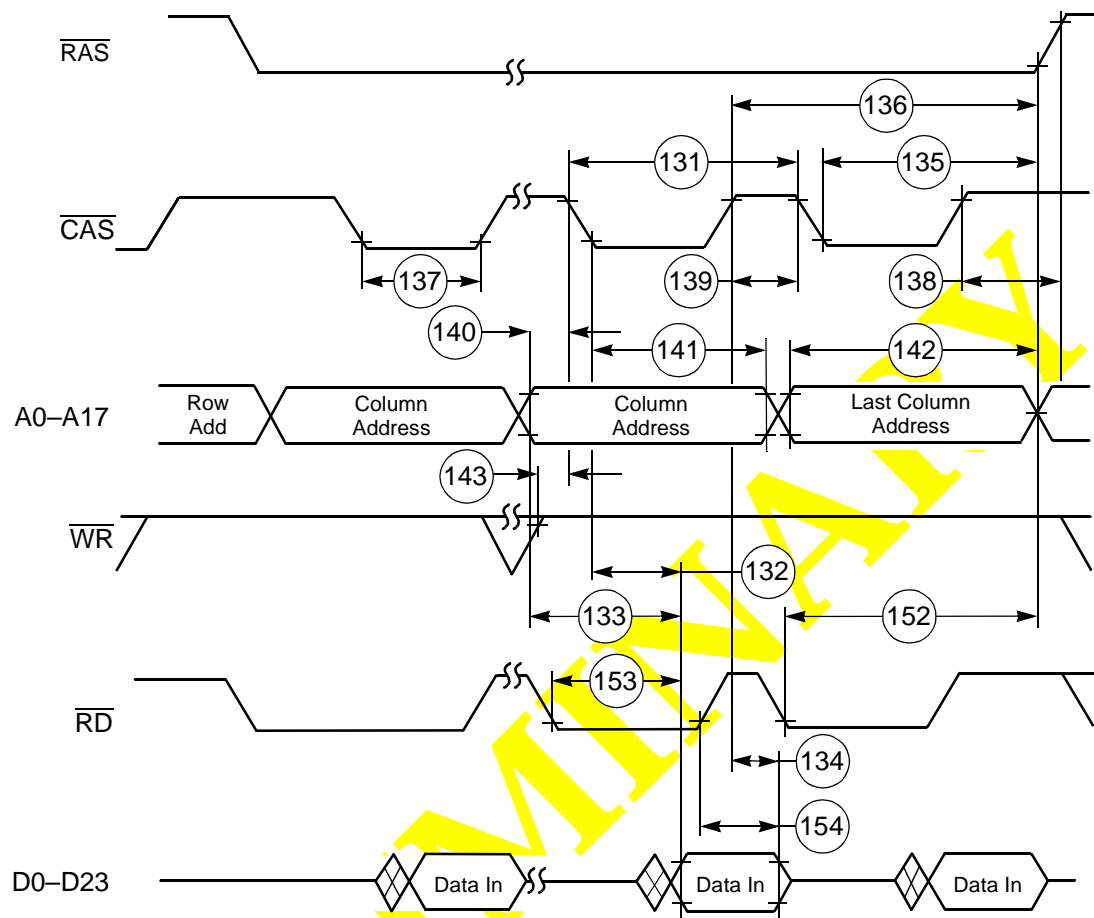 RAS
136
131
135
CAS
137
139
138
140
141
142
A0–A17
Row
Add
Column
Address
Column
Address
Last Column
Address
143
WR
132
133
152
153
RD
134
154
D0–D23
Data In
Data In
Data In